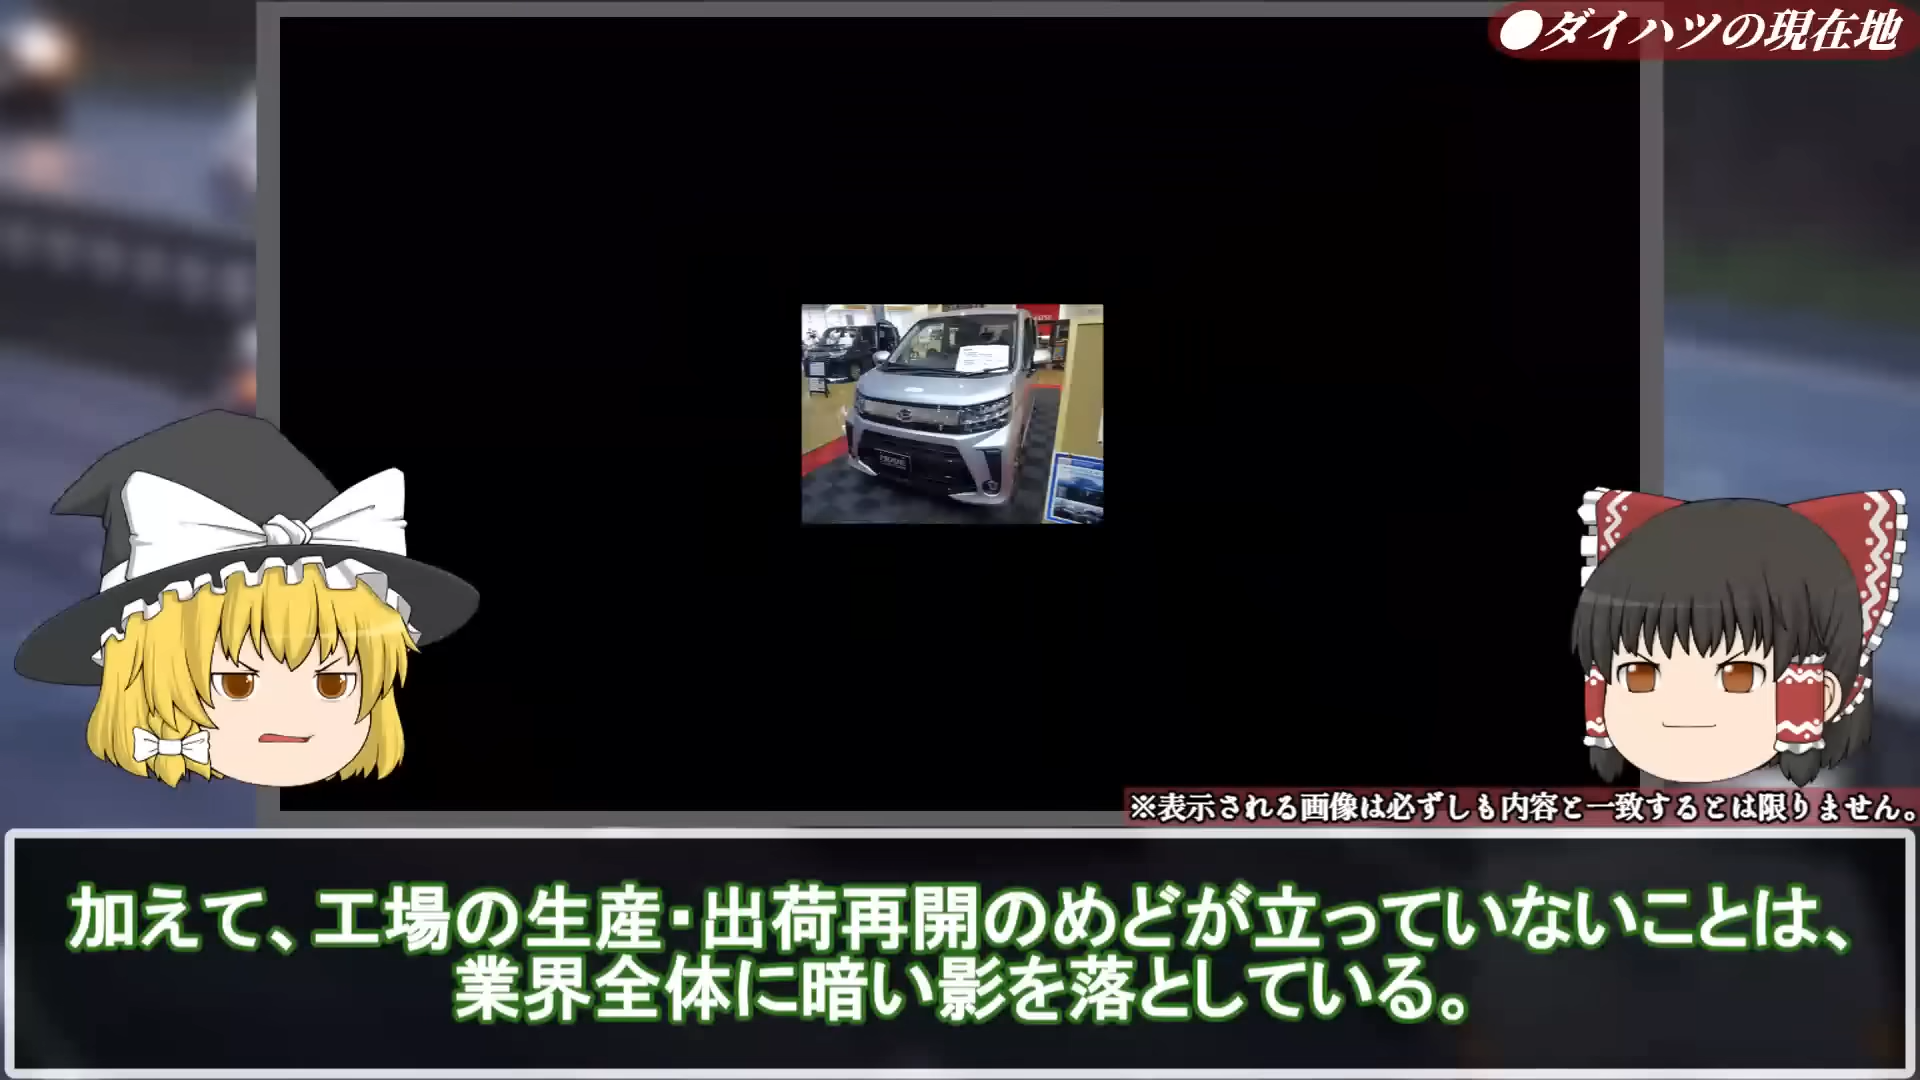 ●ダイハツの現在地
※表示される画像は必ずしも内容と一致するとは限りません。
加えて、工場の生産・出荷再開のめどが立っていないことは、
業界全体に暗い影を落としている。